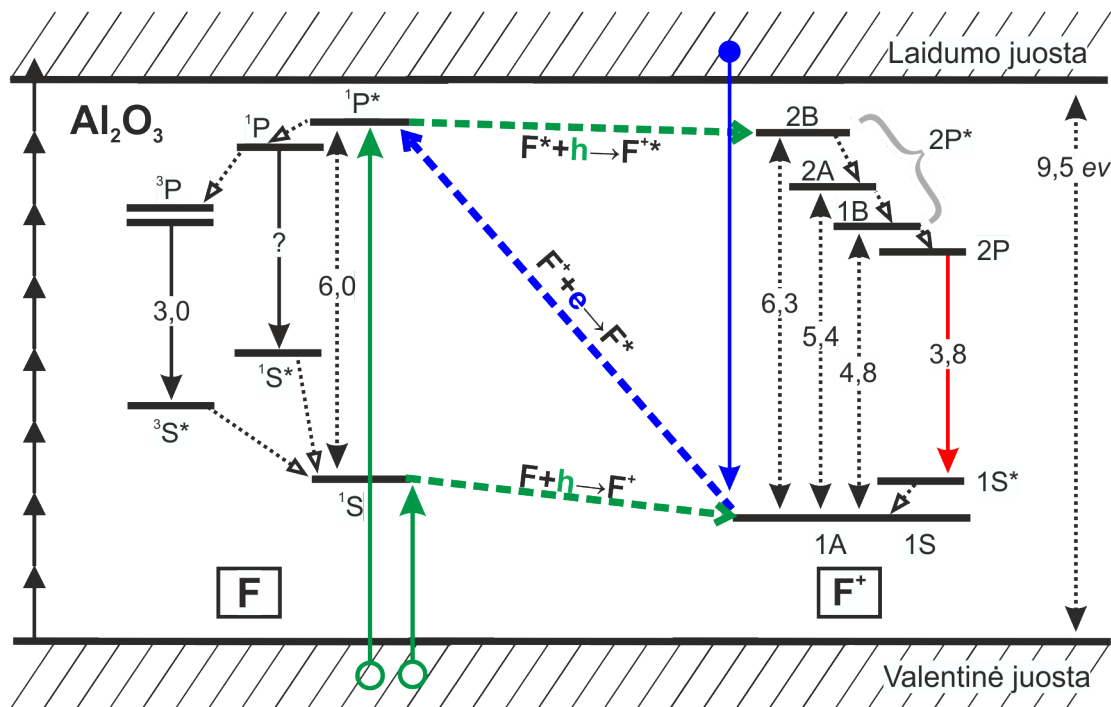 Laidumo juosta
Al₂O₃
¹P*
¹P
³P
F*+h→F⁺*
2B
2P*
9,5 ev
2A
1B
2P
?
6,0
3,0
F⁺+e→F*
6,3
5,4
4,8
3,8
¹S*
³S*
¹S
F+h→F⁺
1S*
1A
1S
F
F⁺
Valentinė juosta